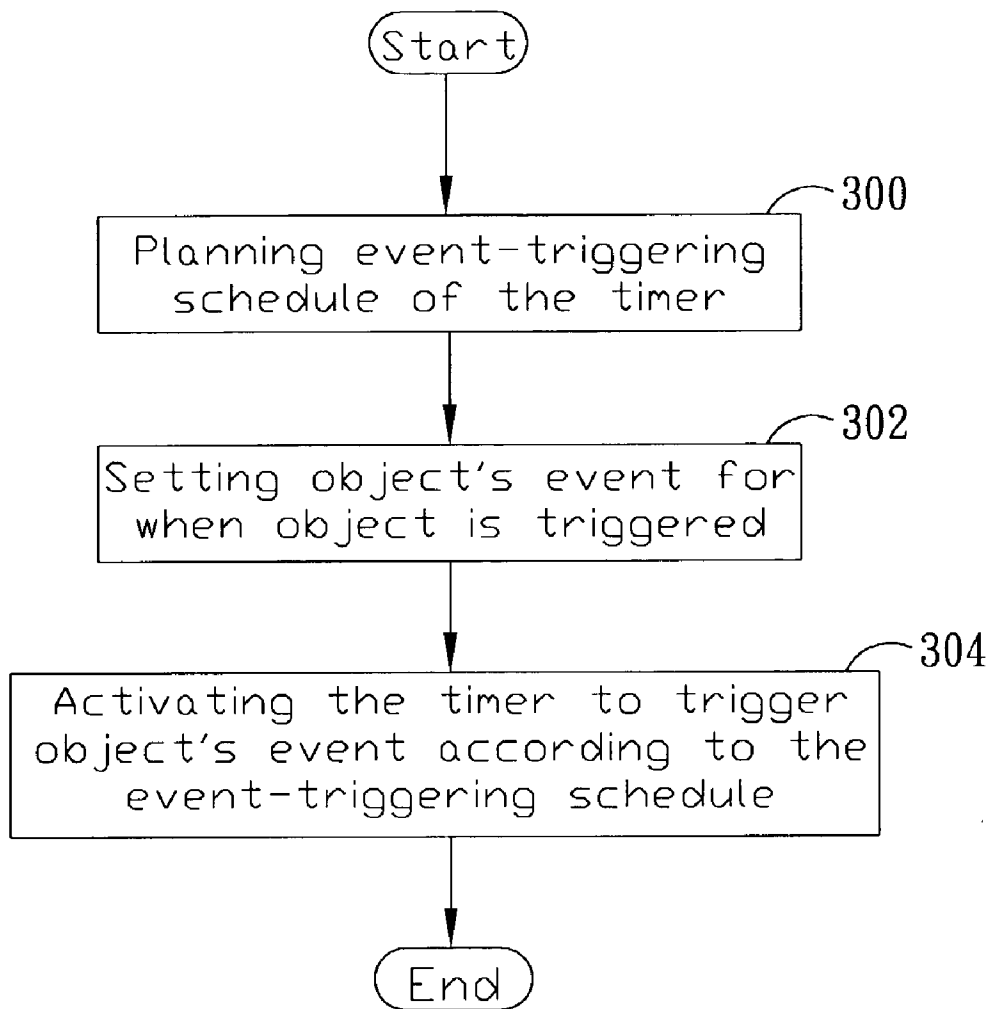 Start
300
Planning event-triggering
schedule of the timer
302
Setting object's event for
when object is triggered
304
Activating the timer to trigger
object's event according to the
event-triggering schedule
End